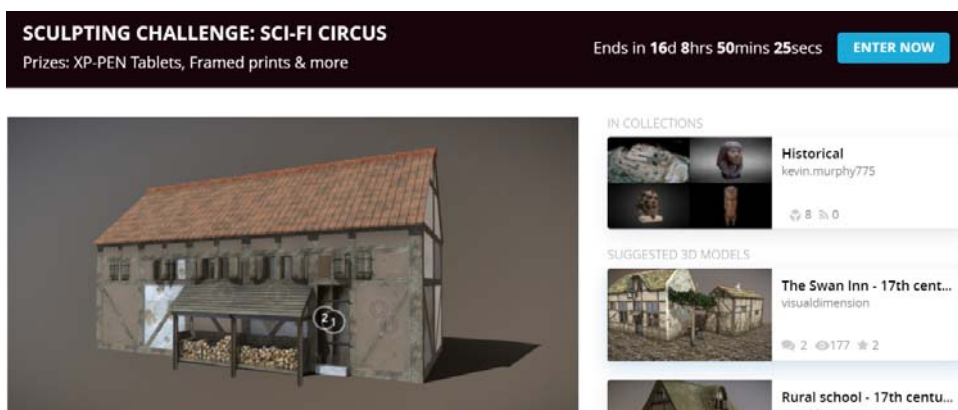 SCULPTING CHALLENGE: SCI-FI CIRCUS
Prizes: XP-PEN Tablets, Framed prints & more
Ends in 16d 8hrs 50mins 25secs
ENTER NOW
2 1
IN COLLECTIONS
Historical
kevin.murphy775
8 0
SUGGESTED 3D MODELS
The Swan Inn - 17th cent...
visualdimension
2 177 2
Rural school - 17th centu...